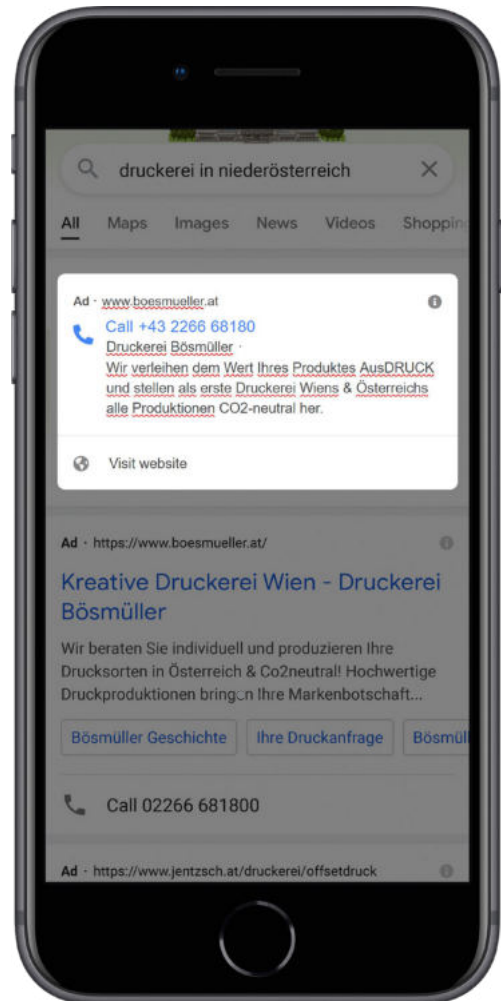 druckerei in niederösterreich
All Maps Images News Videos Shopping
Ad · www.boesmueller.at
Call +43 2266 68180
Druckerei Bösmüller ·
Wir verleihen dem Wert Ihres Produktes AusDRUCK
und stellen als erste Druckerei Wiens & Österreichs
alle Produktionen CO2-neutral her.
Visit website
Ad · https://www.boesmueller.at/
Kreative Druckerei Wien - Druckerei
Bösmüller
Wir beraten Sie individuell und produzieren Ihre
Drucksorten in Österreich & Co2neutral! Hochwertige
Druckproduktionen bringen Ihre Markenbotschaft...
Bösmüller Geschichte Ihre Druckanfrage Bösmüll
Call 02266 681800
Ad · https://www.jentzsch.at/druckerei/offsetdruck